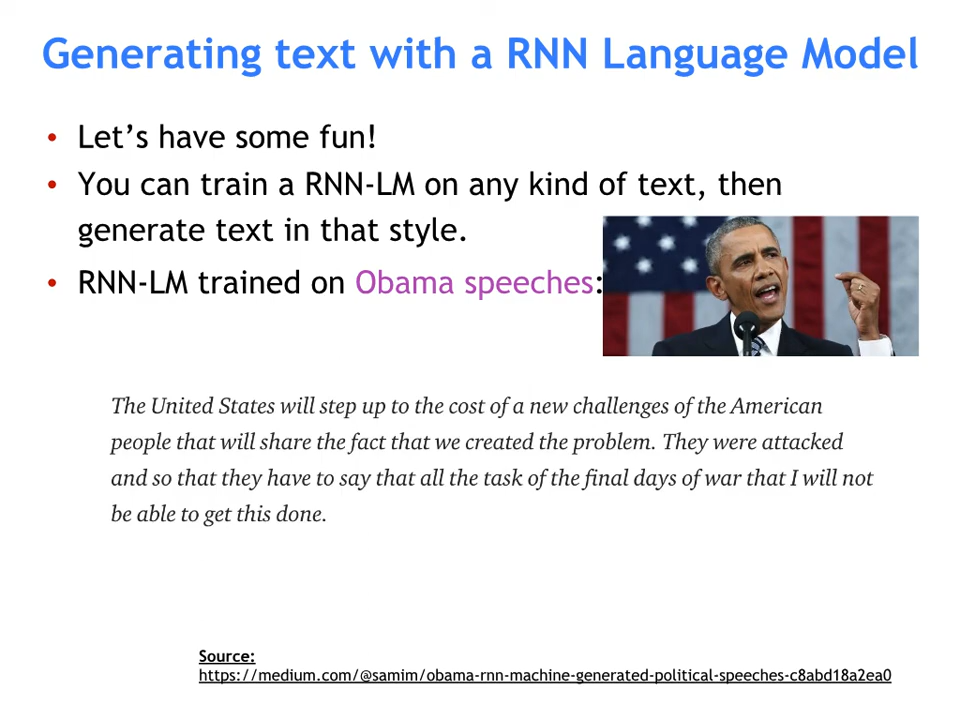 Generating text with a RNN Language Model
• Let’s have some fun!
• You can train a RNN-LM on any kind of text, then
generate text in that style.
• RNN-LM trained on Obama speeches:
The United States will step up to the cost of a new challenges of the American
people that will share the fact that we created the problem. They were attacked
and so that they have to say that all the task of the final days of war that I will not
be able to get this done.
Source:
https://medium.com/@samim/obama-rnn-machine-generated-political-speeches-c8abd18a2ea0